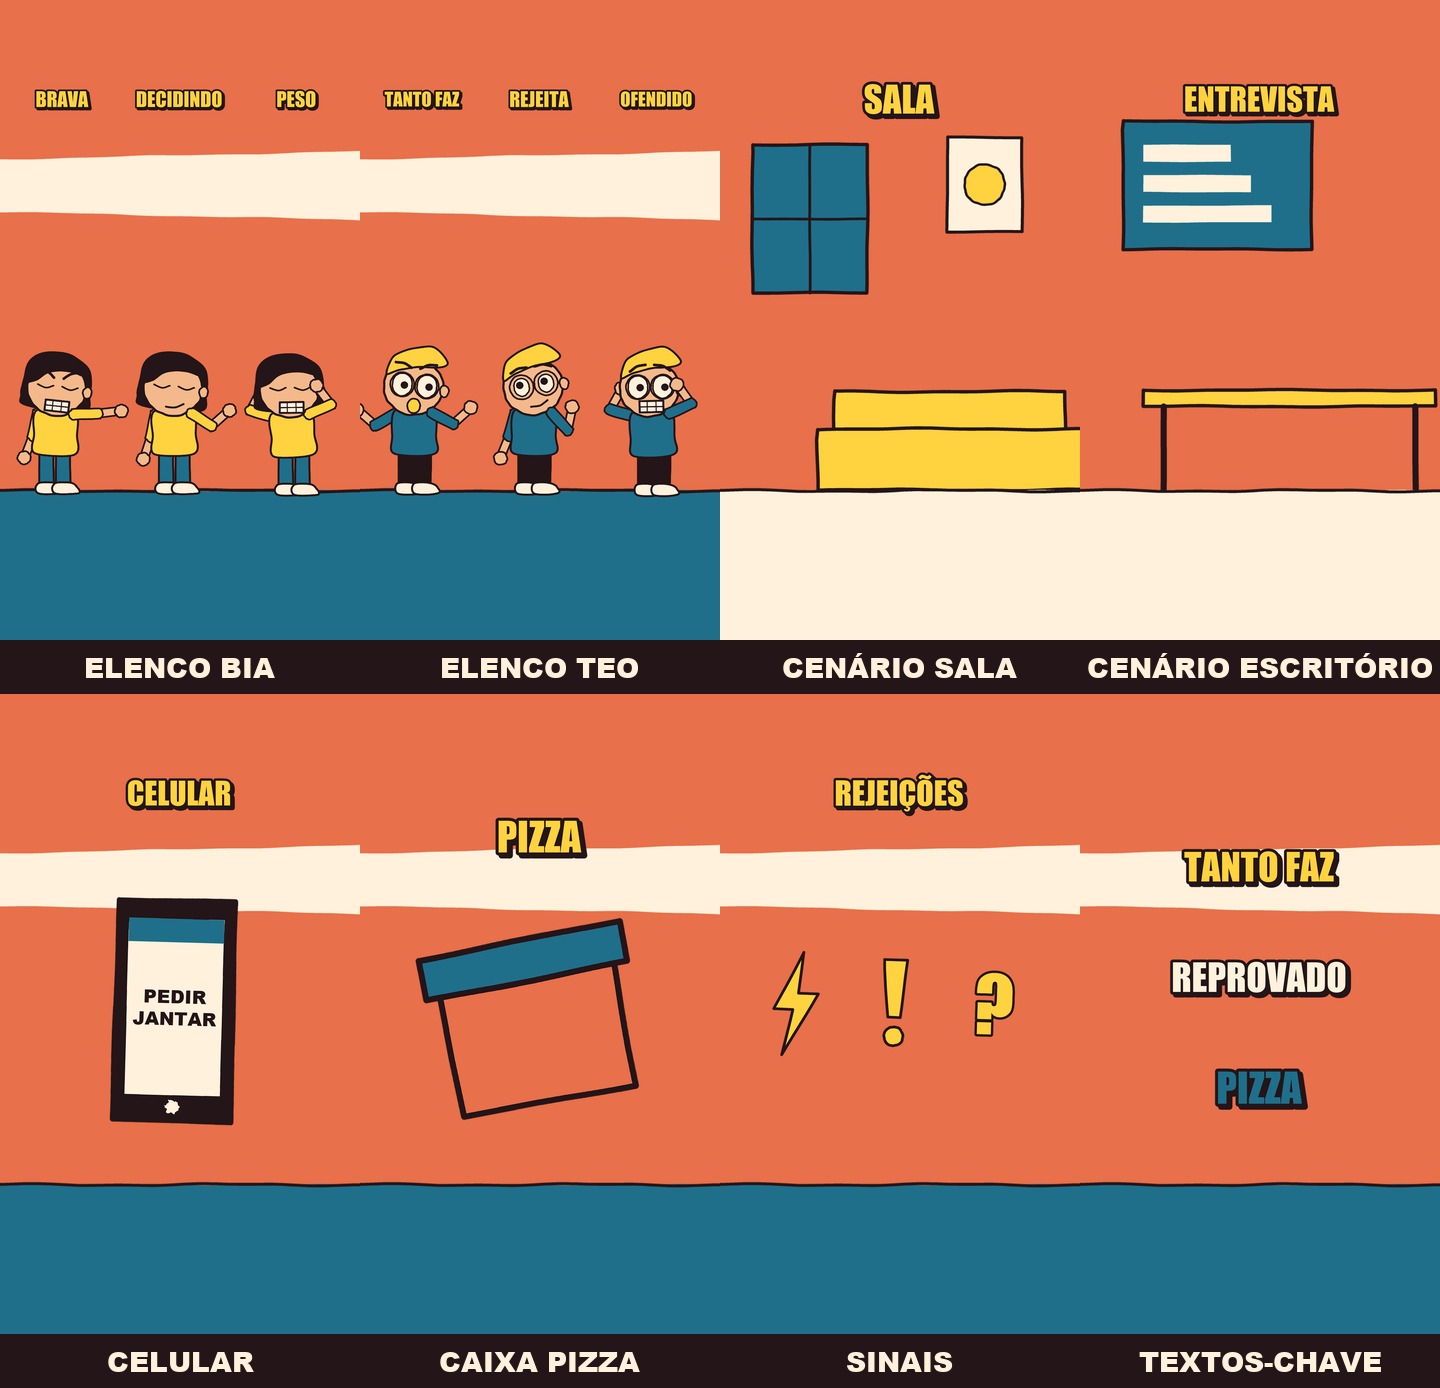 BRAVA
DECIDINDO
PESO
TANTO FAZ
REJEITA
OFENDIDO
SALA
ENTREVISTA
ELENCO BIA
ELENCO TEO
CENÁRIO SALA
CENÁRIO ESCRITÓRIO
CELULAR
PEDIR
JANTAR
PIZZA
REJEIÇÕES
! ?
TANTO FAZ
REPROVADO
PIZZA
CELULAR
CAIXA PIZZA
SINAIS
TEXTOS-CHAVE